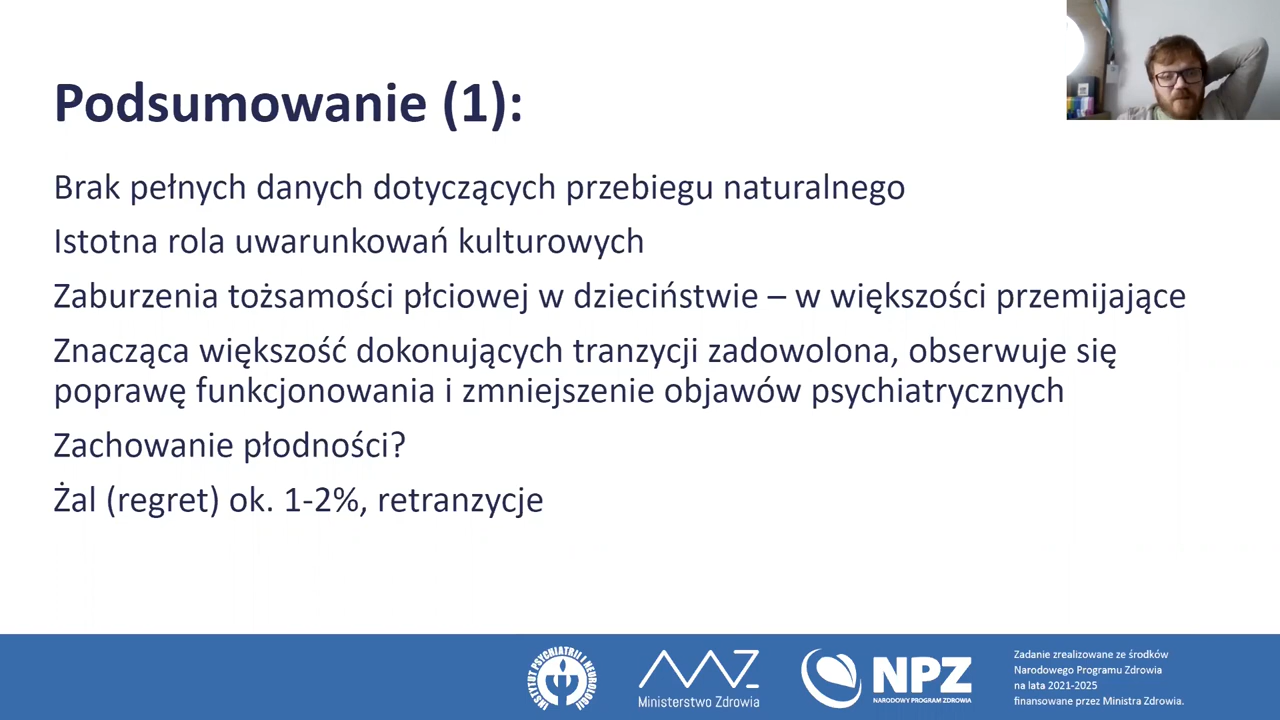 Podsumowanie (1):
Brak pełnych danych dotyczących przebiegu naturalnego
Istotna rola uwarunkowań kulturowych
Zaburzenia tożsamości płciowej w dzieciństwie – w większości przemijające
Znacząca większość dokonujących tranzycji zadowolona, obserwuje się
poprawę funkcjonowania i zmniejszenie objawów psychiatrycznych
Zachowanie płodności?
Żal (regret) ok. 1-2%, retranzycje
INSTYTUT PSYCHIATRII I NEUROLOGII
Ministerstwo Zdrowia
NPZ
NARODOWY PROGRAM ZDROWIA
Zadanie zrealizowane ze środków
Narodowego Programu Zdrowia
na lata 2021-2025
finansowane przez Ministra Zdrowia.